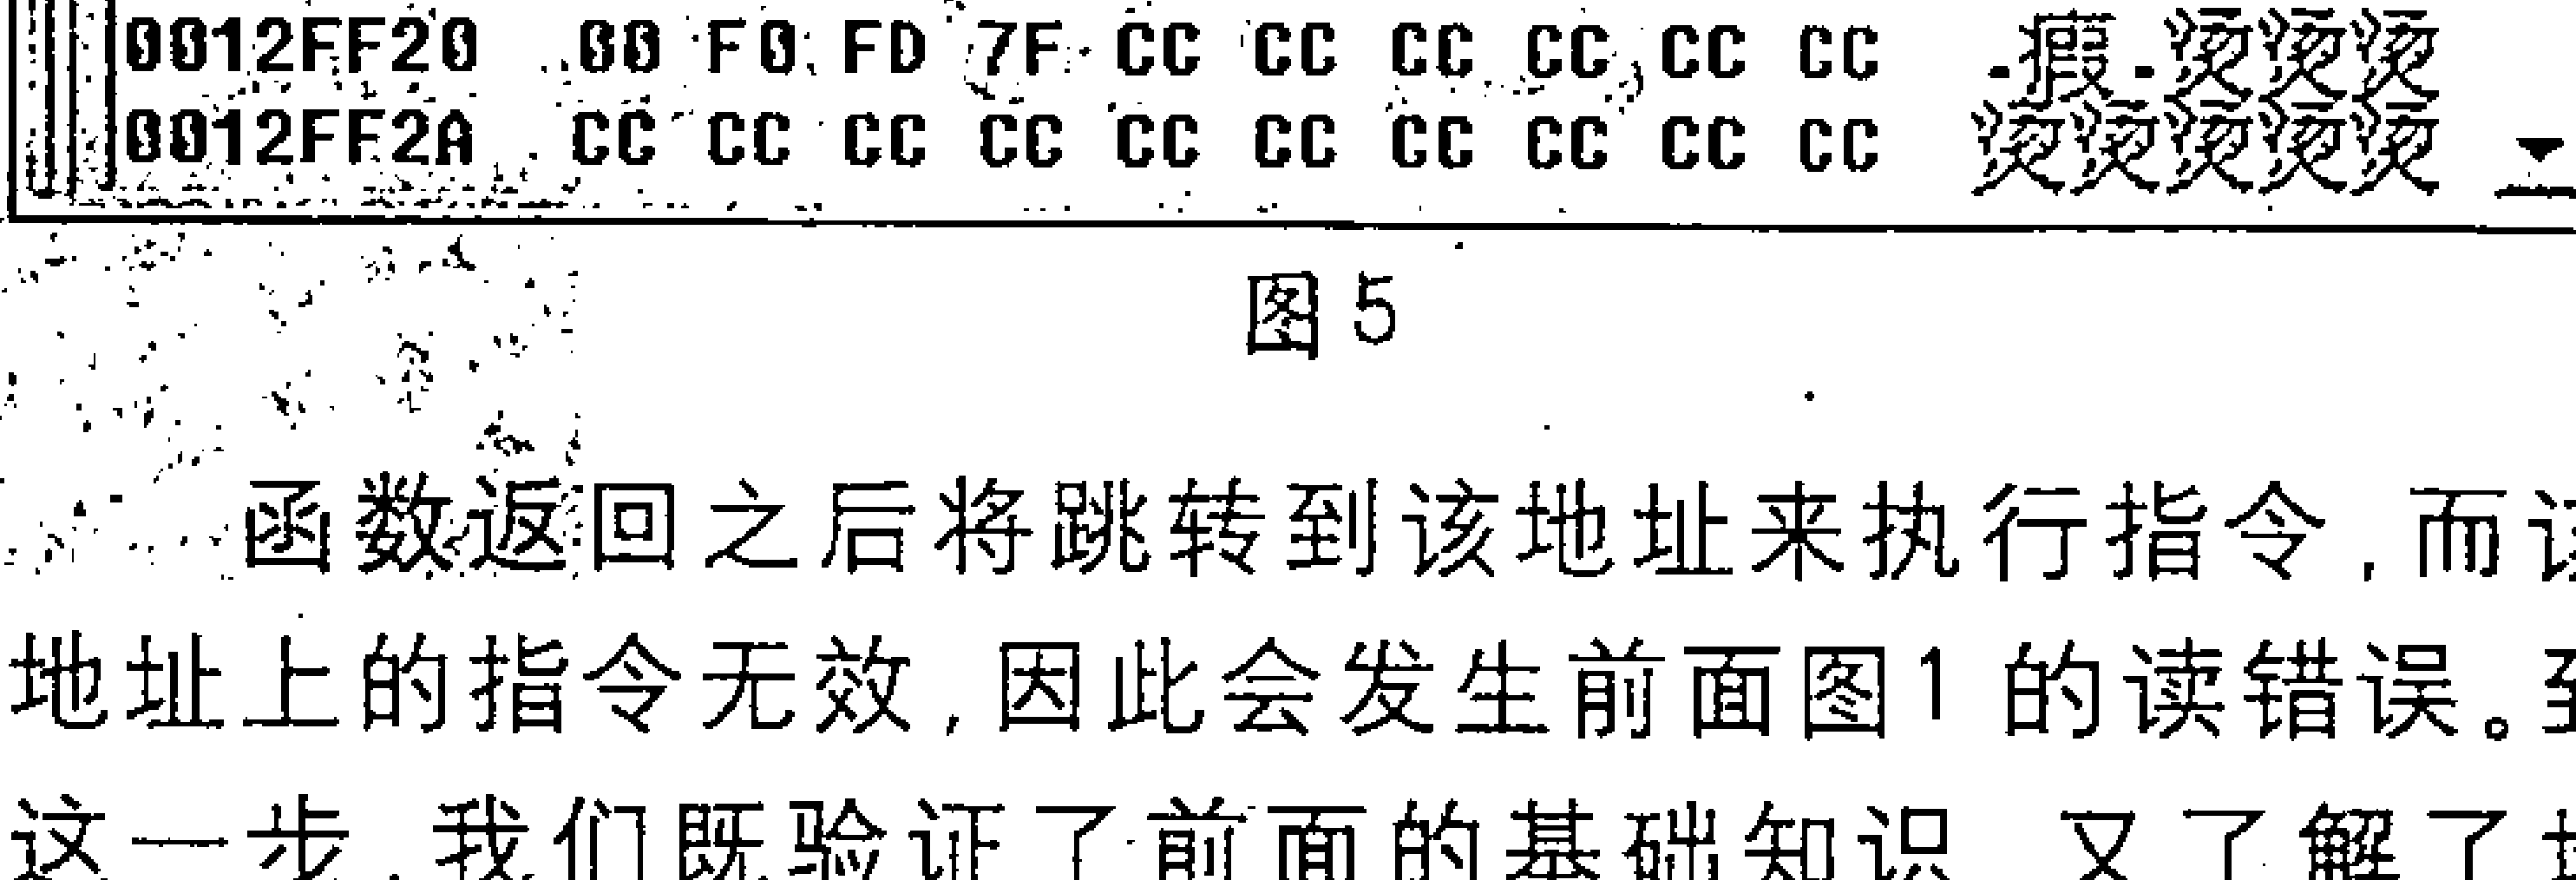 0012FF20 00 F0 FD 7F CC CC CC CC CC CC .瘕.烫烫烫
0012FF2A CC CC CC CC CC CC CC CC CC CC 烫烫烫烫烫
图 5
函数返回之后将跳转到该地址来执行指令,而该
地址上的指令无效,因此会发生前面图1 的读错误。到
这一步,我们既验证了前面的基础知识 又了解了